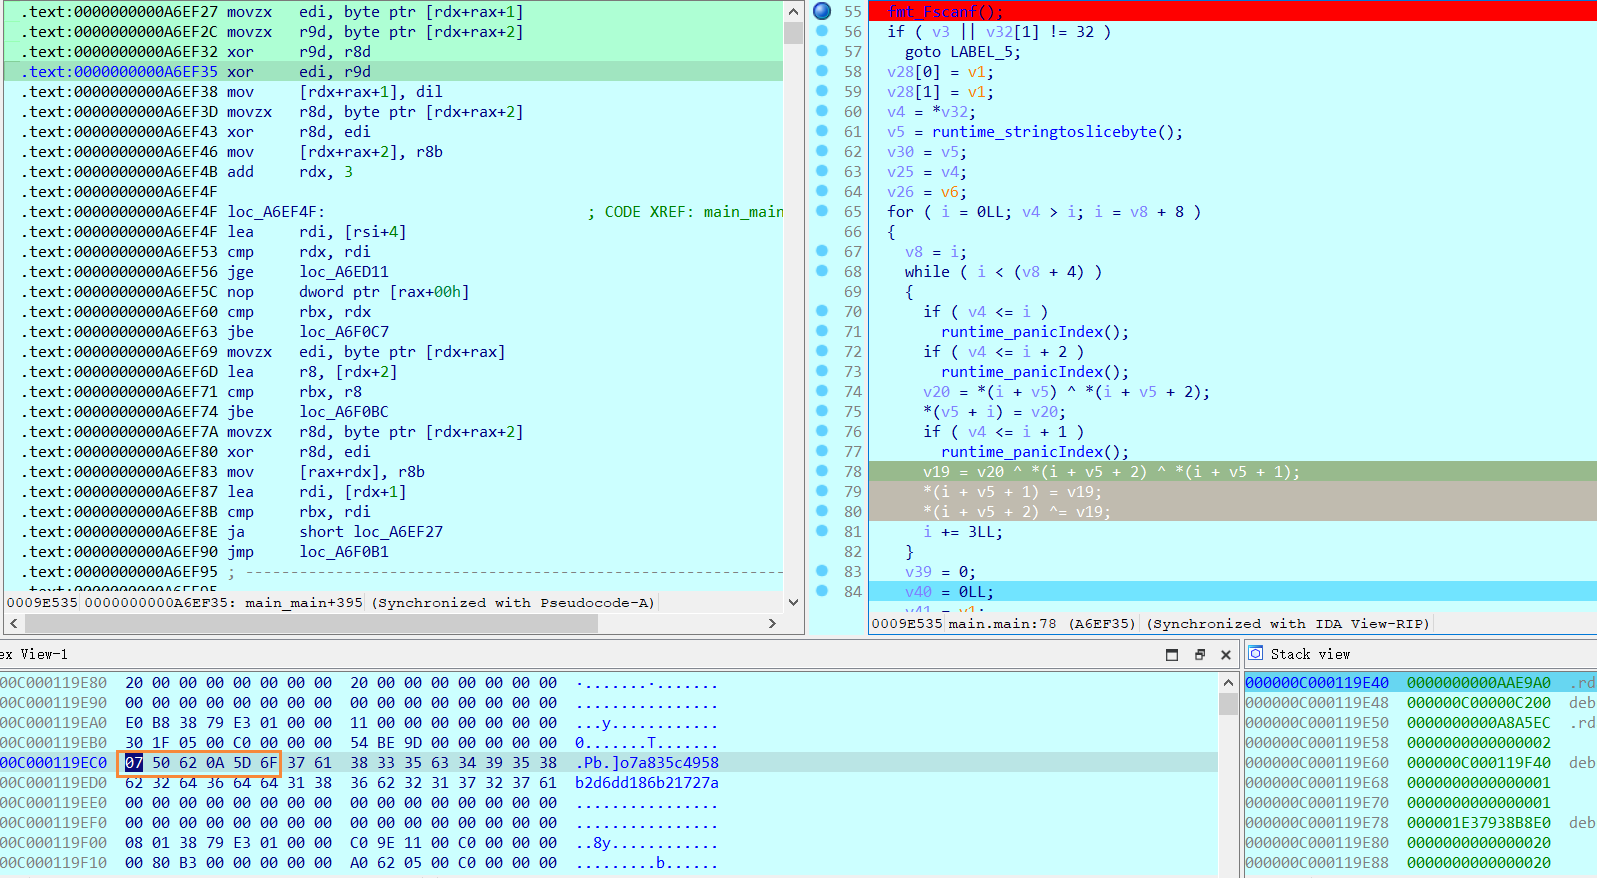 .text:0000000000A6EF27 movzx edi, byte ptr [rdx+rax+1]
.text:0000000000A6EF2C movzx r9d, byte ptr [rdx+rax+2]
.text:0000000000A6EF32 xor r9d, r8d
.text:0000000000A6EF35 xor edi, r9d
.text:0000000000A6EF38 mov [rdx+rax+1], dil
.text:0000000000A6EF3D movzx r8d, byte ptr [rdx+rax+2]
.text:0000000000A6EF43 xor r8d, edi
.text:0000000000A6EF46 mov [rdx+rax+2], r8b
.text:0000000000A6EF4B add rdx, 3
.text:0000000000A6EF4F
.text:0000000000A6EF4F loc_A6EF4F: ; CODE XREF: main_main
.text:0000000000A6EF4F lea rdi, [rsi+4]
.text:0000000000A6EF53 cmp rdx, rdi
.text:0000000000A6EF56 jge loc_A6ED11
.text:0000000000A6EF5C nop dword ptr [rax+00h]
.text:0000000000A6EF60 cmp rbx, rdx
.text:0000000000A6EF63 jbe loc_A6F0C7
.text:0000000000A6EF69 movzx edi, byte ptr [rdx+rax]
.text:0000000000A6EF6D lea r8, [rdx+2]
.text:0000000000A6EF71 cmp rbx, r8
.text:0000000000A6EF74 jbe loc_A6F0BC
.text:0000000000A6EF7A movzx r8d, byte ptr [rdx+rax+2]
.text:0000000000A6EF80 xor r8d, edi
.text:0000000000A6EF83 mov [rax+rdx], r8b
.text:0000000000A6EF87 lea rdi, [rdx+1]
.text:0000000000A6EF8B cmp rbx, rdi
.text:0000000000A6EF8E ja short loc_A6EF27
.text:0000000000A6EF90 jmp loc_A6F0B1
.text:0000000000A6EF95 ; ------------------------------------------------------------
0009E535 0000000000A6EF35: main_main+395 (Synchronized with Pseudocode-A)
55 fmt_Fscanf();
56 if ( v3 || v32[1] != 32 )
57 goto LABEL_5;
58 v28[0] = v1;
59 v28[1] = v1;
60 v4 = *v32;
61 v5 = runtime_stringtoslicebyte();
62 v30 = v5;
63 v25 = v4;
64 v26 = v6;
65 for ( i = 0LL; v4 > i; i = v8 + 8 )
66 {
67 v8 = i;
68 while ( i < (v8 + 4) )
69 {
70 if ( v4 <= i )
71 runtime_panicIndex();
72 if ( v4 <= i + 2 )
73 runtime_panicIndex();
74 v20 = *(i + v5) ^ *(i + v5 + 2);
75 *(v5 + i) = v20;
76 if ( v4 <= i + 1 )
77 runtime_panicIndex();
78 v19 = v20 ^ *(i + v5 + 2) ^ *(i + v5 + 1);
79 *(i + v5 + 1) = v19;
80 *(i + v5 + 2) ^= v19;
81 i += 3LL;
82 }
83 v39 = 0;
84 v40 = 0LL;
v41 = v1;
0009E535 main.main:78 (A6EF35) (Synchronized with IDA View-RIP)
ex View-1
00C000119E80 20 00 00 00 00 00 00 00 20 00 00 00 00 00 00 00 ·.......·.......
00C000119E90 00 00 00 00 00 00 00 00 00 00 00 00 00 00 00 00 ................
00C000119EA0 E0 B8 38 79 E3 01 00 00 11 00 00 00 00 00 00 00 ...y............
00C000119EB0 30 1F 05 00 C0 00 00 00 54 BE 9D 00 00 00 00 00 0.......T.......
00C000119EC0 07 50 62 0A 5D 6F 37 61 38 33 35 63 34 39 35 38 .Pb.]o7a835c4958
00C000119ED0 62 32 64 36 64 64 31 38 36 62 32 31 37 32 37 61 b2d6dd186b21727a
00C000119EE0 00 00 00 00 00 00 00 00 00 00 00 00 00 00 00 00 ................
00C000119EF0 00 00 00 00 00 00 00 00 00 00 00 00 00 00 00 00 ................
00C000119F00 08 01 38 79 E3 01 00 00 C0 9E 11 00 C0 00 00 00 ..8y............
00C000119F10 00 80 B3 00 00 00 00 00 A0 62 05 00 C0 00 00 00 .........b......
Stack view
000000C000119E40 0000000000AAE9A0 .rd
000000C000119E48 000000C00000C200 deb
000000C000119E50 0000000000A8A5EC .rd
000000C000119E58 0000000000000002
000000C000119E60 000000C000119F40 deb
000000C000119E68 0000000000000001
000000C000119E70 0000000000000001
000000C000119E78 000001E37938B8E0 deb
000000C000119E80 0000000000000020
000000C000119E88 0000000000000020